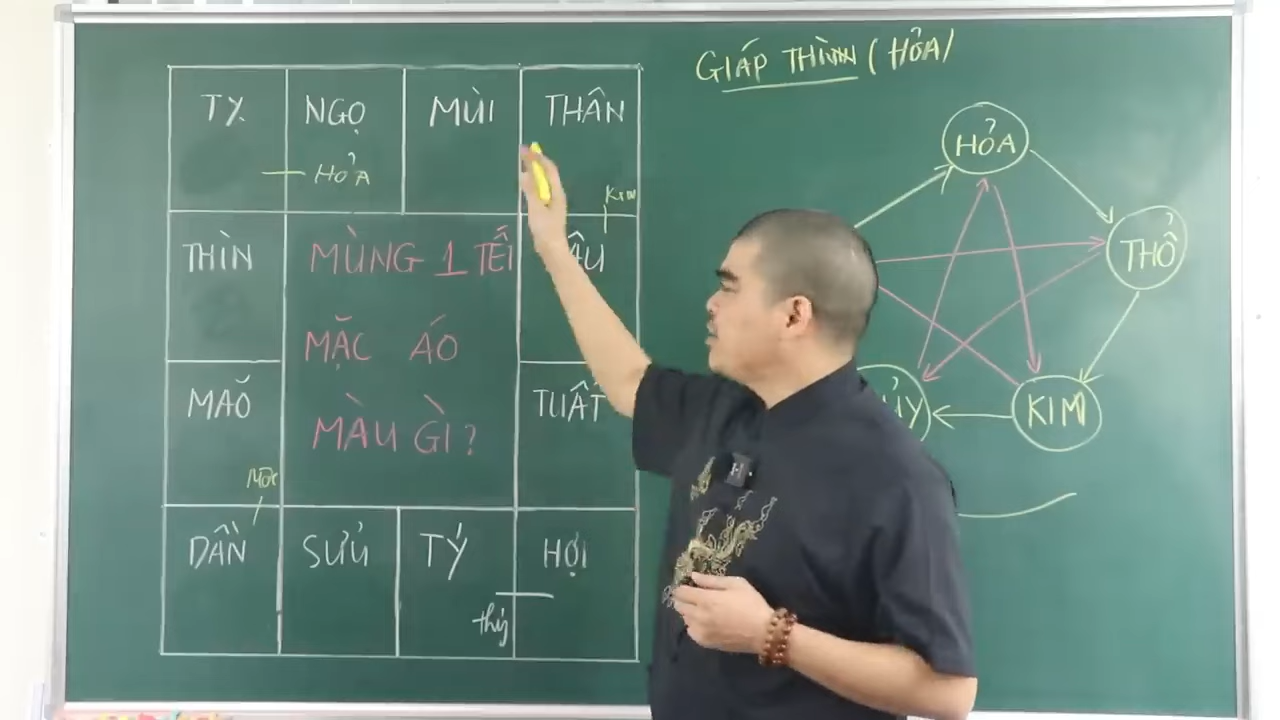 GIÁP THÌN (HỎA)
TỴ NGỌ MÙI THÂN
HỎA
KIM
THÌN
MÙNG 1 TẾT
MẶC ÁO
MÀU GÌ?
MÃO
TUẤT
MỘC
DẦN SỬU TÝ HỢI
thủy
HỎA
THỔ
KIM